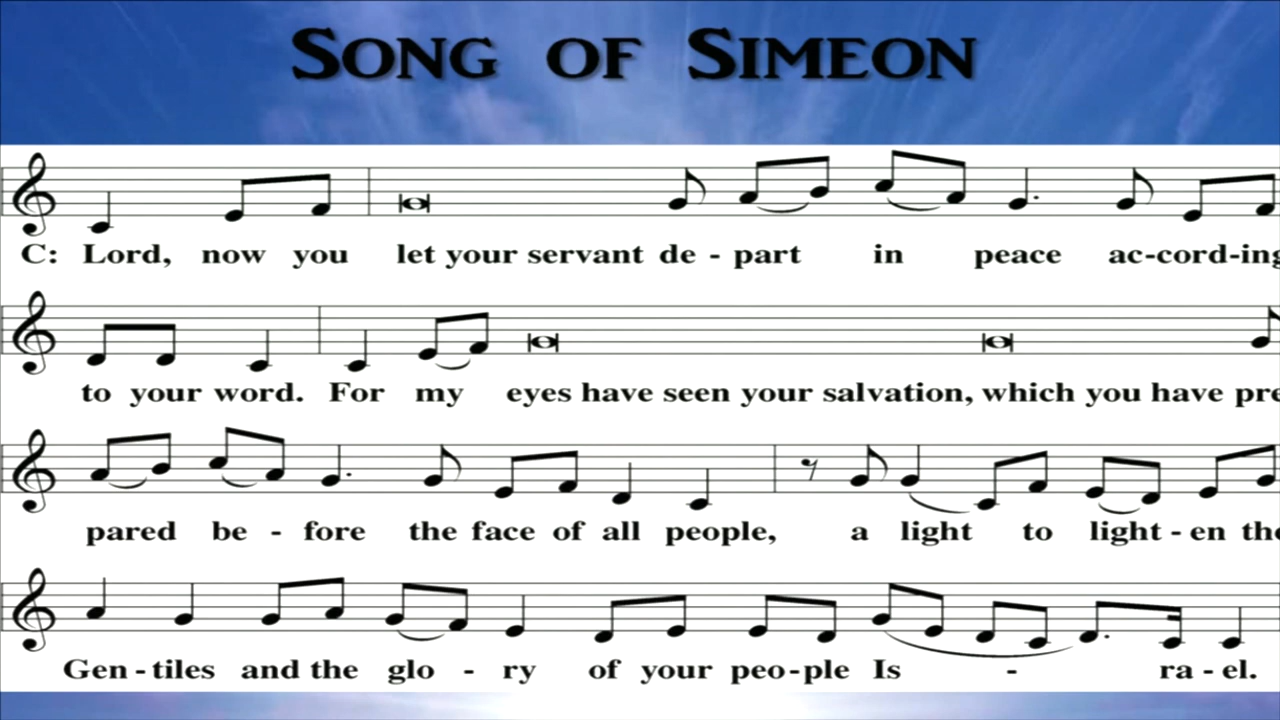 SONG OF SIMEON
C: Lord, now you let your servant de - part in peace ac-cord-ing
to your word. For my eyes have seen your salvation, which you have pre
pared be - fore the face of all people, a light to light - en the
Gen - tiles and the glo - ry of your peo - ple Is - ra - el.